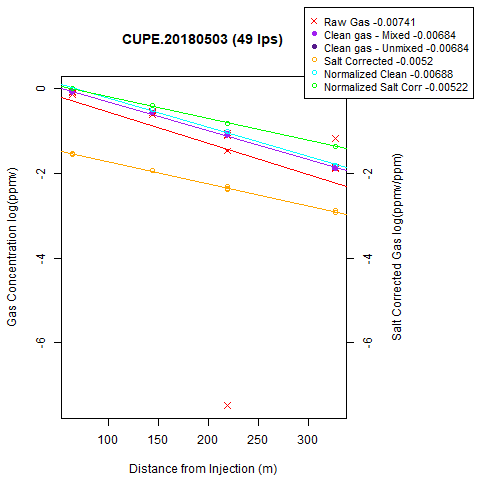 CUPE.20180503 (49 lps)
Raw Gas -0.00741
Clean gas - Mixed -0.00684
Clean gas - Unmixed -0.00684
Salt Corrected -0.0052
Normalized Clean -0.00688
Normalized Salt Corr -0.00522
Gas Concentration log(ppmv)
0
-2
-4
-6
0
-2
-4
-6
Salt Corrected Gas log(ppmv/ppm)
100 150 200 250 300
Distance from Injection (m)